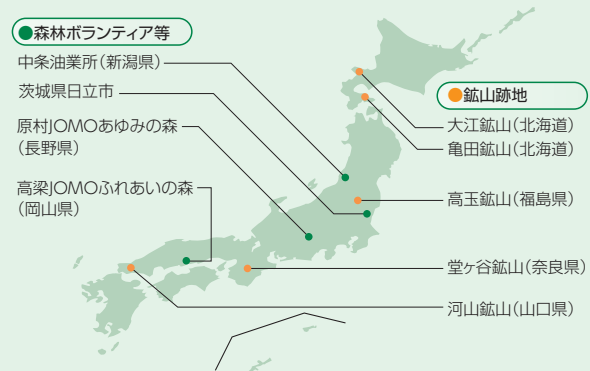 ●森林ボランティア等
中条油業所（新潟県）
茨城県日立市
原村JOMOあゆみの森
（長野県）
高梁JOMOふれあいの森
（岡山県）
●鉱山跡地
大江鉱山（北海道）
亀田鉱山（北海道）
高玉鉱山（福島県）
堂ヶ谷鉱山（奈良県）
河山鉱山（山口県）